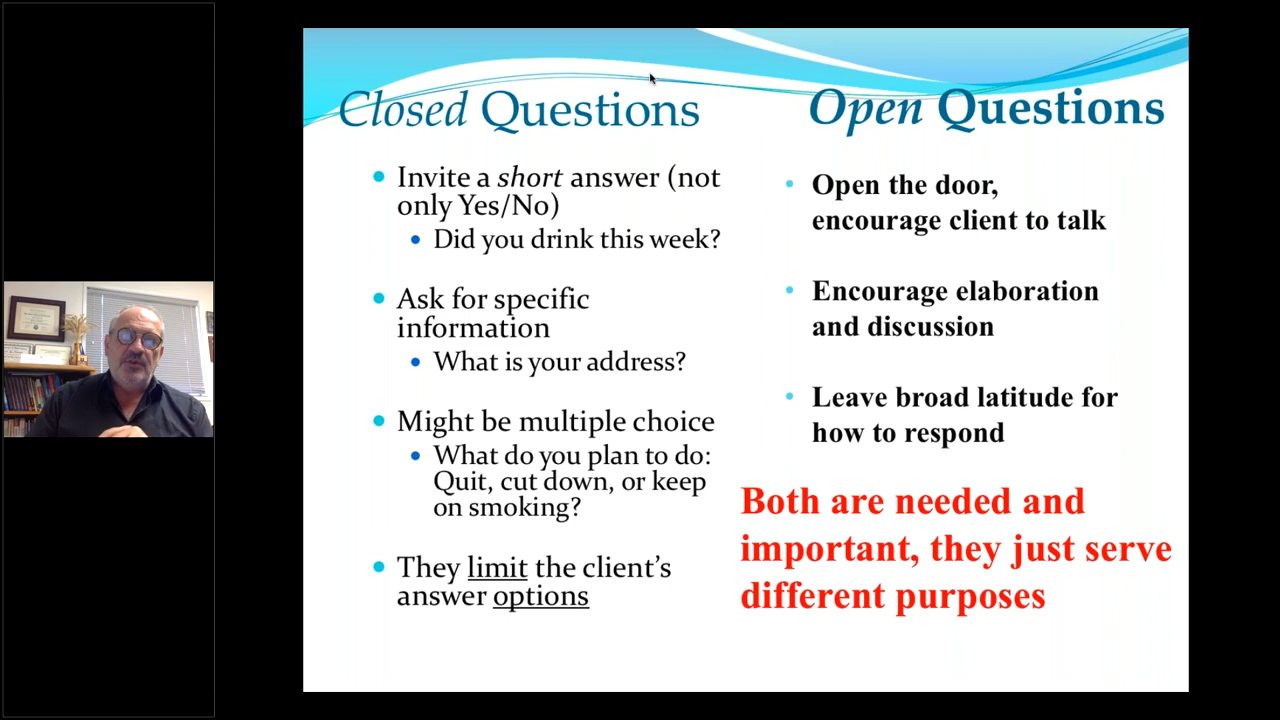 Closed Questions
Invite a short answer (not
only Yes/No)
Did you drink this week?
Ask for specific
information
What is your address?
Might be multiple choice
What do you plan to do:
Quit, cut down, or keep
on smoking?
They limit the client's
answer options
Open Questions
Open the door,
encourage client to talk
Encourage elaboration
and discussion
Leave broad latitude for
how to respond
Both are needed and
important, they just serve
different purposes